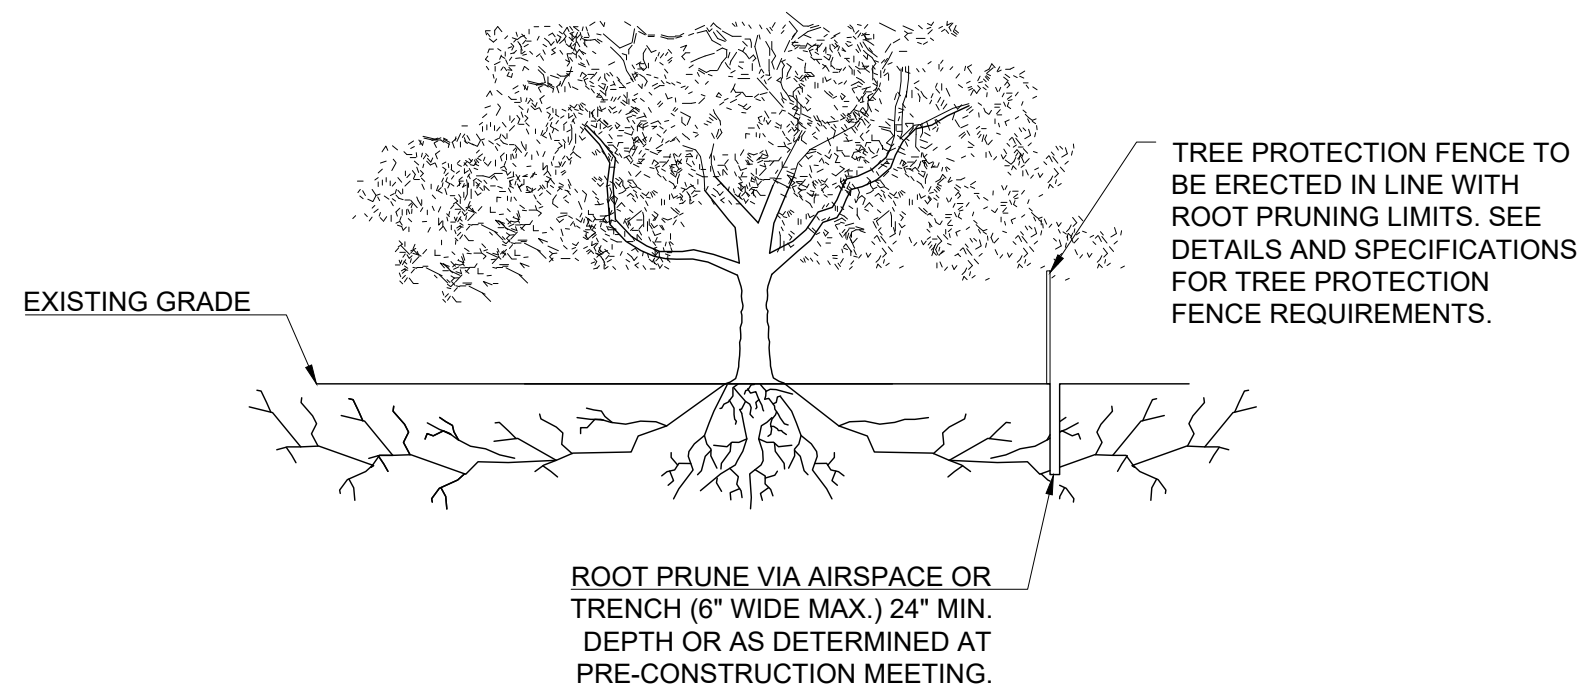 TREE PROTECTION FENCE TO
BE ERECTED IN LINE WITH
ROOT PRUNING LIMITS. SEE
DETAILS AND SPECIFICATIONS
FOR TREE PROTECTION
FENCE REQUIREMENTS.
EXISTING GRADE
ROOT PRUNE VIA AIRSPACE OR
TRENCH (6" WIDE MAX.) 24" MIN.
DEPTH OR AS DETERMINED AT
PRE-CONSTRUCTION MEETING.